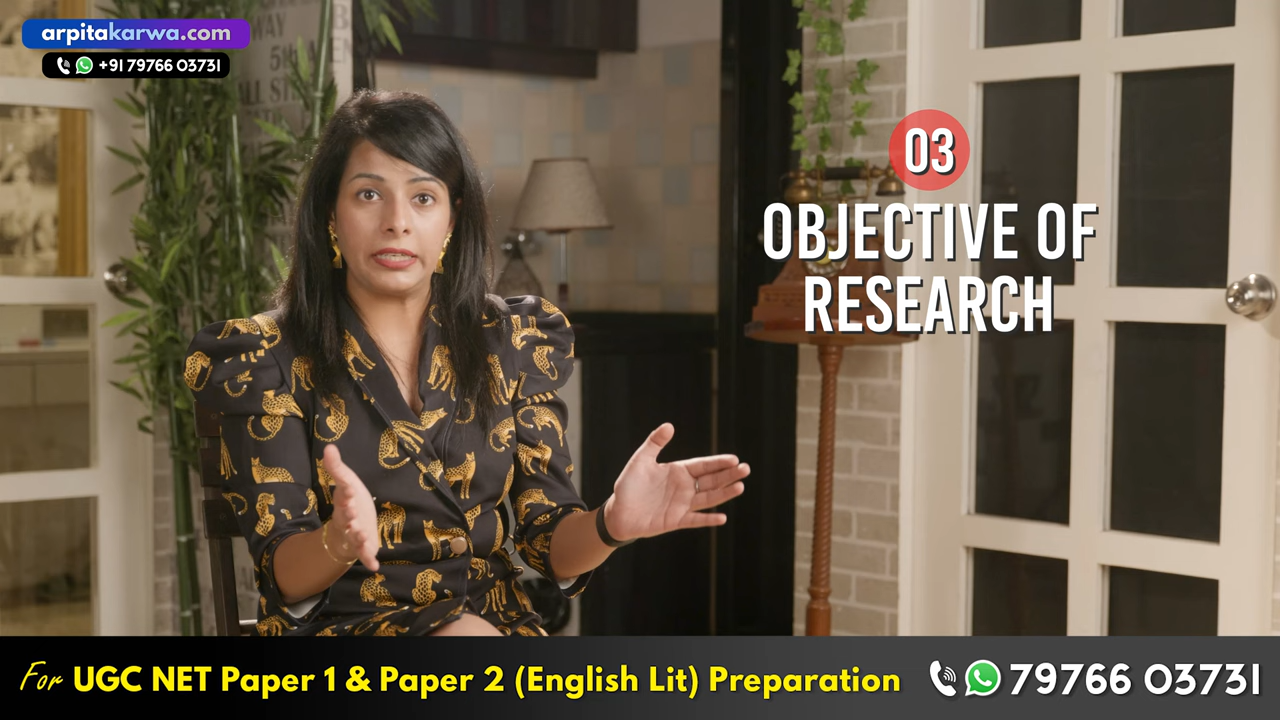 arpitakarwa.com
+91 79766 03731
03
OBJECTIVE OF
RESEARCH
For UGC NET Paper 1 & Paper 2 (English Lit) Preparation
79766 03731